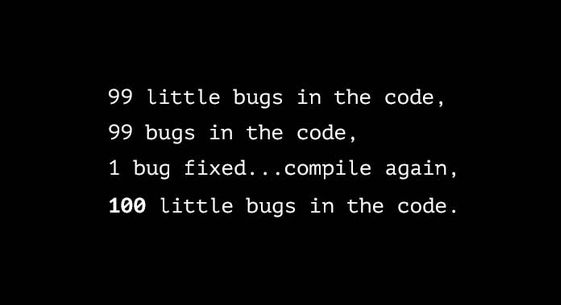 99 little bugs in the code,
99 bugs in the code,
1 bug fixed...compile again,
100 little bugs in the code.